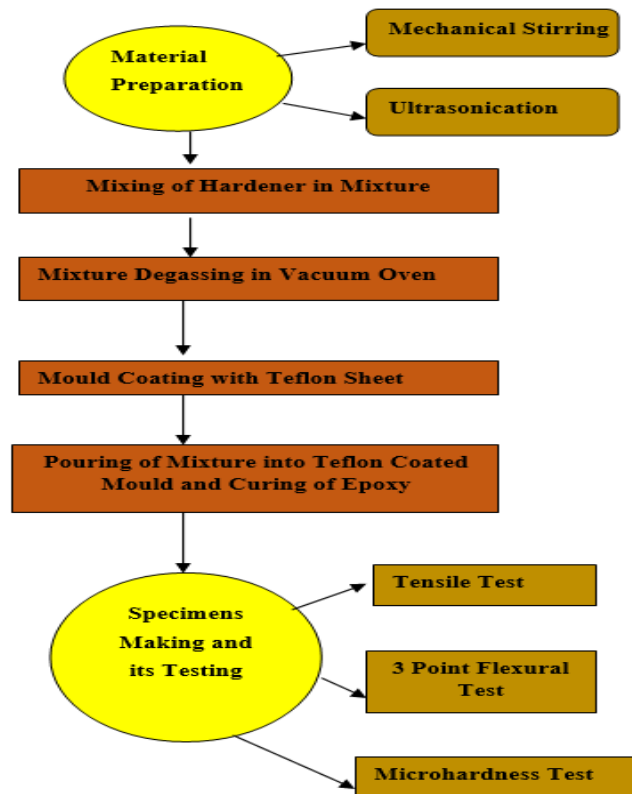 Mechanical Stirring
Material
Preparation
Ultrasonication
Mixing of Hardener in Mixture
Mixture Degassing in Vacuum Oven
Mould Coating with Teflon Sheet
Pouring of Mixture into Teflon Coated
Mould and Curing of Epoxy
Specimens
Making and
its Testing
Tensile Test
3 Point Flexural
Test
Microhardness Test